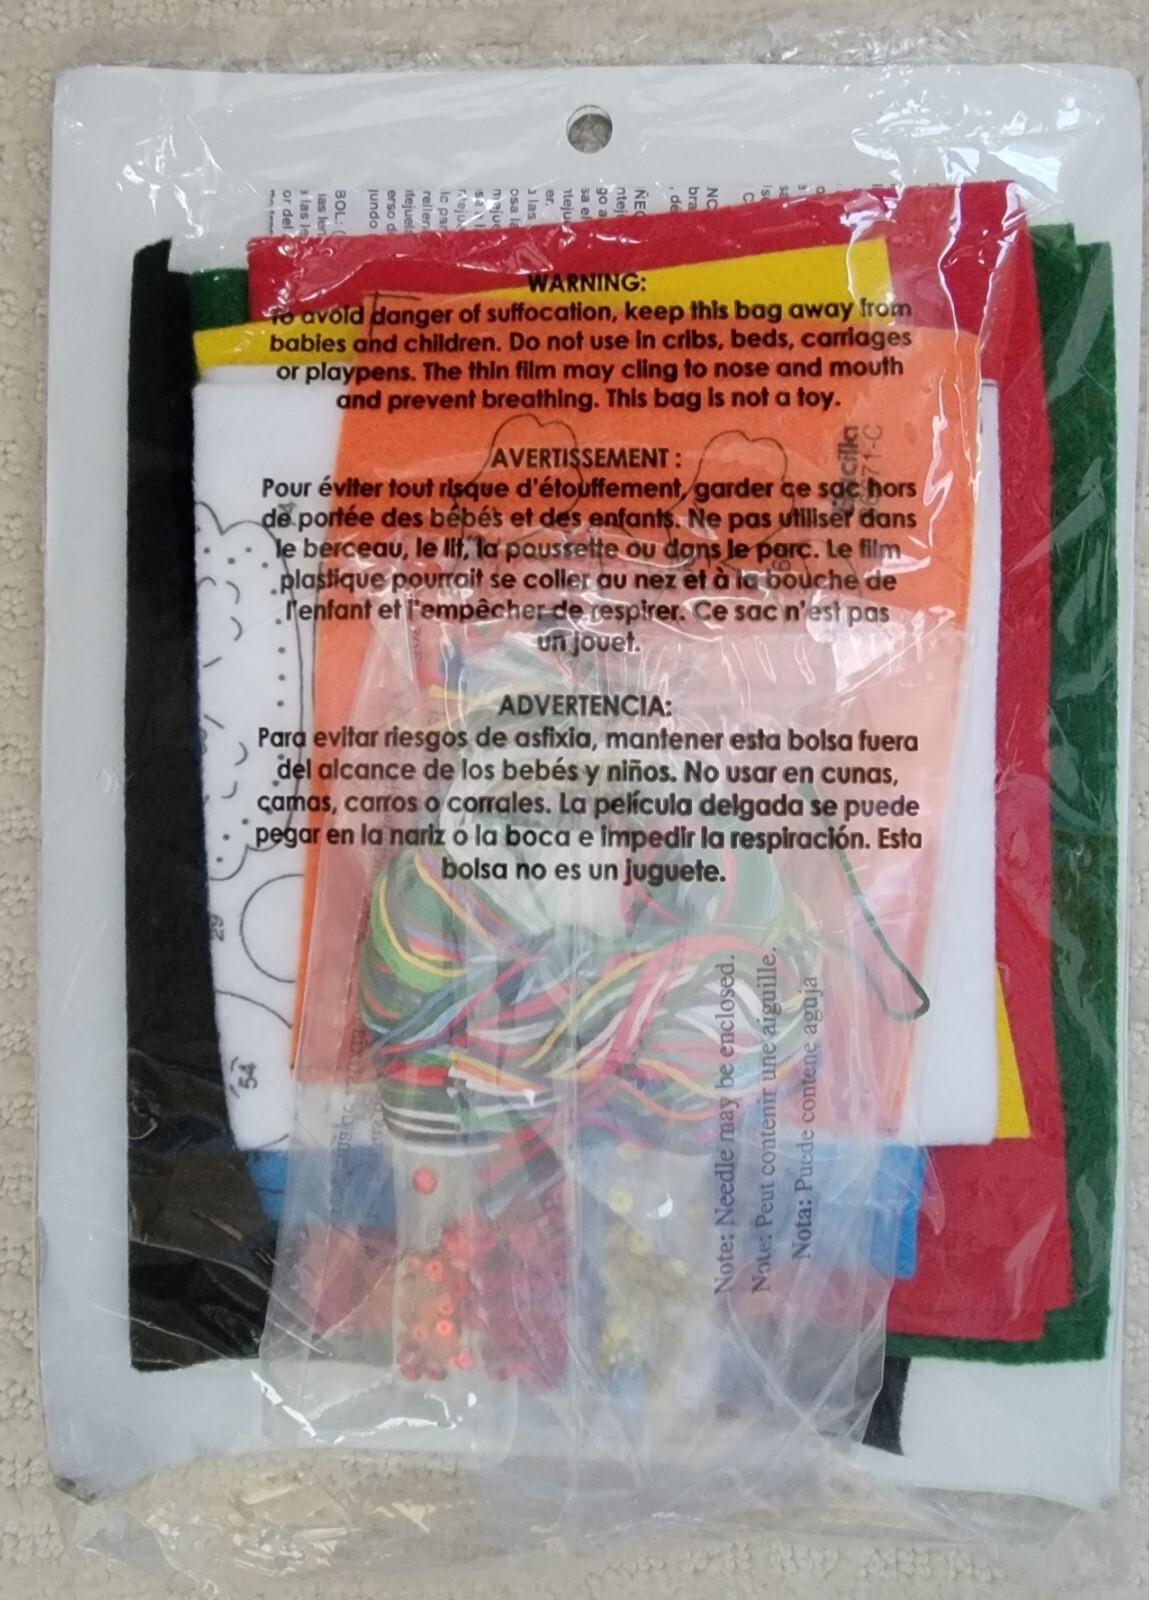 WARNING:
To avoid danger of suffocation, keep this bag away from
babies and children. Do not use in cribs, beds, carriages
or playpens. The thin film may cling to nose and mouth
and prevent breathing. This bag is not a toy.
AVERTISSEMENT :
Pour éviter tout risque d'étouffement, garder ce sac hors
de portée des bébés et des enfants. Ne pas utiliser dans
le berceau, le lit, la poussette ou dans le parc. Le film
plastique pourrait se coller au nez et à la bouche de
l'enfant et l'empêcher de respirer. Ce sac n'est pas
un jouet.
ADVERTENCIA:
Para evitar riesgos de asfixia, mantener esta bolsa fuera
del alcance de los bebés y niños. No usar en cunas,
camas, carros o corrales. La película delgada se puede
pegar en la nariz o la boca e impedir la respiración. Esta
bolsa no es un juguete.
Note: Needle may be enclosed.
Note: Peut contenir une aiguille.
Nota: Puede contene aguja
29
54